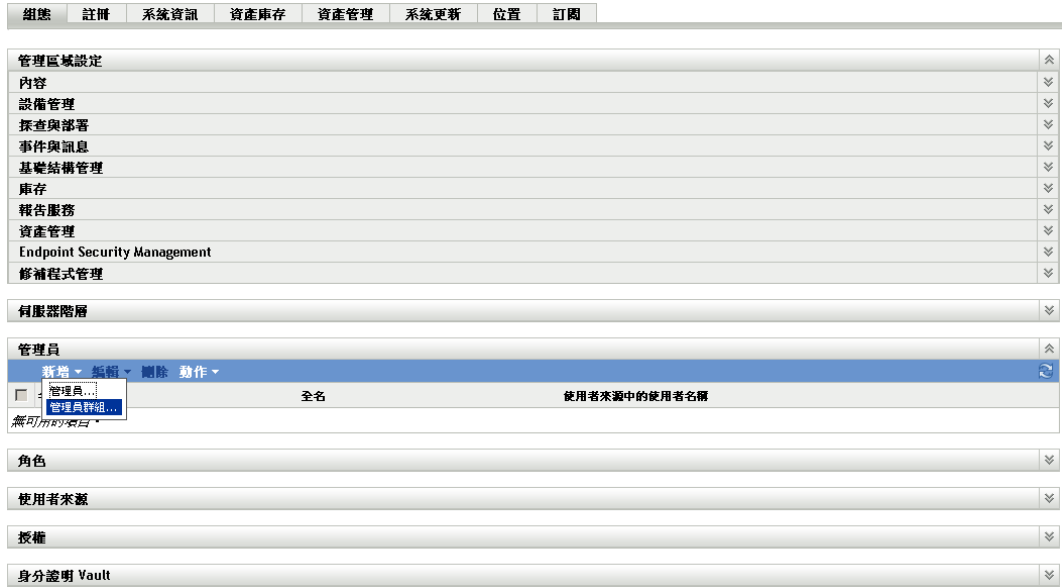 組態 註冊 系統資訊 資產庫存 資產管理 系統更新 位置 訂閱
管理區域設定
內容
設備管理
探查與部署
事件與訊息
基礎結構管理
庫存
報告服務
資產管理
Endpoint Security Management
修補程式管理
伺服器階層
管理員
新增 編輯 刪除 動作
管理員...
管理員群組...
全名 使用者來源中的使用者名稱
無可用的項目。
角色
使用者來源
授權
身分證明 Vault